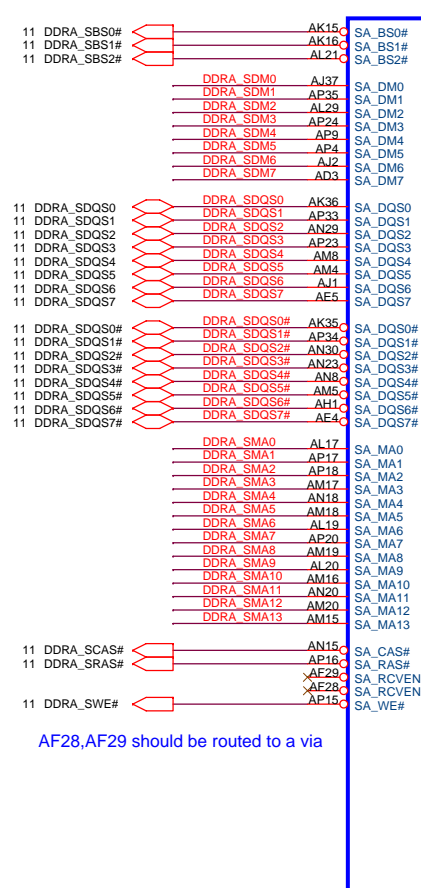 11 DDRA_SBS0# AK15 SA_BS0#
11 DDRA_SBS1# AK16 SA_BS1#
11 DDRA_SBS2# AL21 SA_BS2#
DDRA_SDM0 AJ37 SA_DM0
DDRA_SDM1 AP35 SA_DM1
DDRA_SDM2 AL29 SA_DM2
DDRA_SDM3 AP24 SA_DM3
DDRA_SDM4 AP9 SA_DM4
DDRA_SDM5 AP4 SA_DM5
DDRA_SDM6 AJ2 SA_DM6
DDRA_SDM7 AD3 SA_DM7
11 DDRA_SDQS0 DDRA_SDQS0 AK36 SA_DQS0
11 DDRA_SDQS1 DDRA_SDQS1 AP33 SA_DQS1
11 DDRA_SDQS2 DDRA_SDQS2 AN29 SA_DQS2
11 DDRA_SDQS3 DDRA_SDQS3 AP23 SA_DQS3
11 DDRA_SDQS4 DDRA_SDQS4 AM8 SA_DQS4
11 DDRA_SDQS5 DDRA_SDQS5 AM4 SA_DQS5
11 DDRA_SDQS6 DDRA_SDQS6 AJ1 SA_DQS6
11 DDRA_SDQS7 DDRA_SDQS7 AE5 SA_DQS7
11 DDRA_SDQS0# DDRA_SDQS0# AK35 SA_DQS0#
11 DDRA_SDQS1# DDRA_SDQS1# AP34 SA_DQS1#
11 DDRA_SDQS2# DDRA_SDQS2# AN30 SA_DQS2#
11 DDRA_SDQS3# DDRA_SDQS3# AN23 SA_DQS3#
11 DDRA_SDQS4# DDRA_SDQS4# AN8 SA_DQS4#
11 DDRA_SDQS5# DDRA_SDQS5# AM5 SA_DQS5#
11 DDRA_SDQS6# DDRA_SDQS6# AH1 SA_DQS6#
11 DDRA_SDQS7# DDRA_SDQS7# AE4 SA_DQS7#
DDRA_SMA0 AL17 SA_MA0
DDRA_SMA1 AP17 SA_MA1
DDRA_SMA2 AP18 SA_MA2
DDRA_SMA3 AM17 SA_MA3
DDRA_SMA4 AN18 SA_MA4
DDRA_SMA5 AM18 SA_MA5
DDRA_SMA6 AL19 SA_MA6
DDRA_SMA7 AP20 SA_MA7
DDRA_SMA8 AM19 SA_MA8
DDRA_SMA9 AL20 SA_MA9
DDRA_SMA10 AM16 SA_MA10
DDRA_SMA11 AN20 SA_MA11
DDRA_SMA12 AM20 SA_MA12
DDRA_SMA13 AM15 SA_MA13
11 DDRA_SCAS# AN15 SA_CAS#
11 DDRA_SRAS# AP16 SA_RAS#
AF29 SA_RCVEN
AF28 SA_RCVEN
11 DDRA_SWE# AP15 SA_WE#
AF28,AF29 should be routed to a via